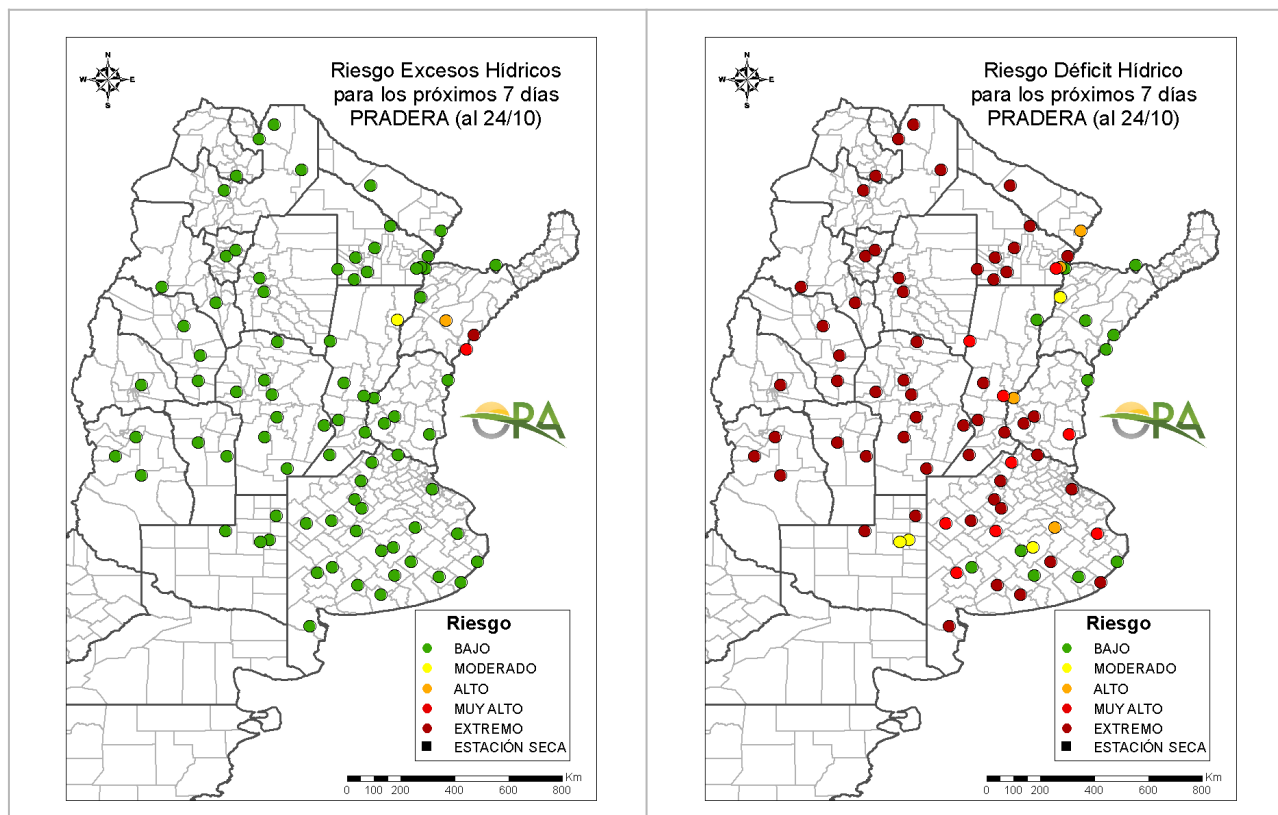 N
W
E
S
Riesgo Excesos Hídricos
para los próximos 7 días
PRADERA (al 24/10)
ORA
Riesgo
BAJO
MODERADO
ALTO
MUY ALTO
EXTREMO
ESTACIÓN SECA
Km
0 100 200 400 600 800
N
W
E
S
Riesgo Déficit Hídrico
para los próximos 7 días
PRADERA (al 24/10)
ORA
Riesgo
BAJO
MODERADO
ALTO
MUY ALTO
EXTREMO
ESTACIÓN SECA
Km
0 100 200 400 600 800